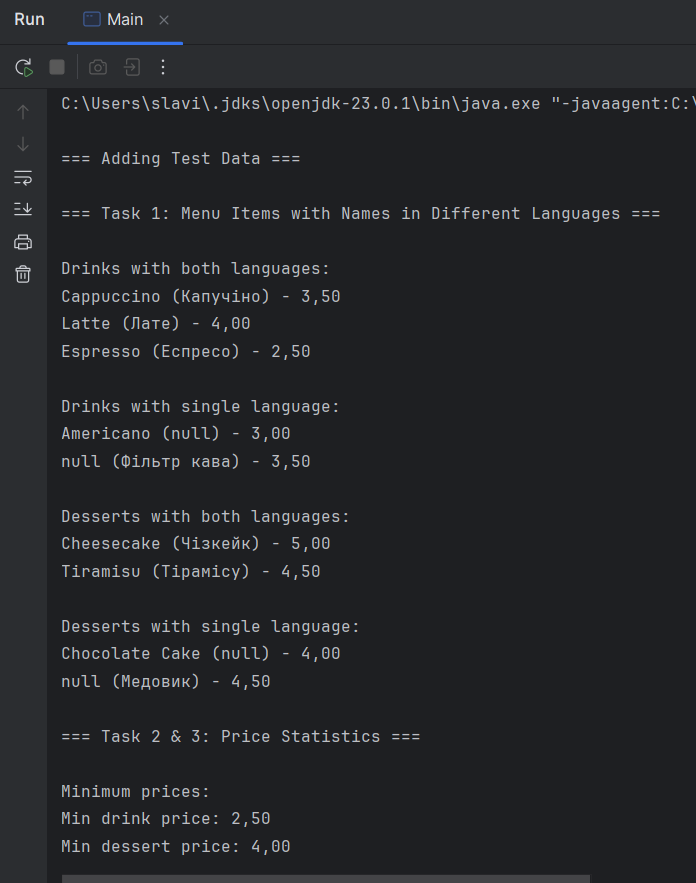 Run Main
C:\Users\slavi\.jdks\openjdk-23.0.1\bin\java.exe "-javaagent:C:\
=== Adding Test Data ===
=== Task 1: Menu Items with Names in Different Languages ===
Drinks with both languages:
Cappuccino (Капучіно) - 3,50
Latte (Лате) - 4,00
Espresso (Еспресо) - 2,50
Drinks with single language:
Americano (null) - 3,00
null (Фільтр кава) - 3,50
Desserts with both languages:
Cheesecake (Чізкейк) - 5,00
Tiramisu (Тірамісу) - 4,50
Desserts with single language:
Chocolate Cake (null) - 4,00
null (Медовик) - 4,50
=== Task 2 & 3: Price Statistics ===
Minimum prices:
Min drink price: 2,50
Min dessert price: 4,00